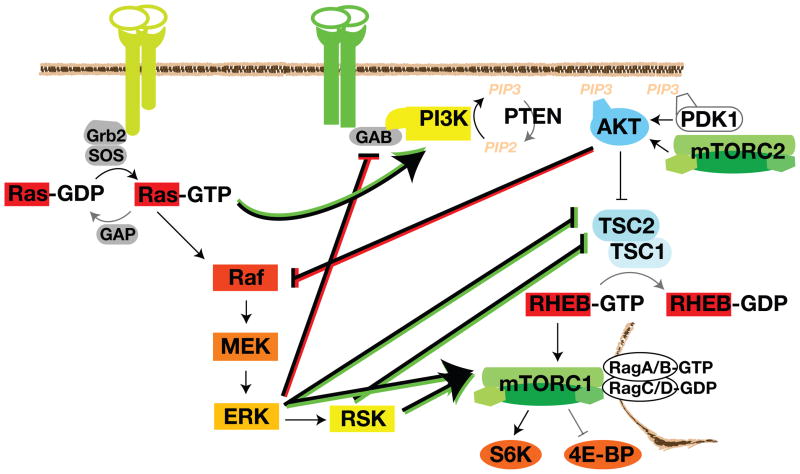 PIP3
PIP3
PIP3
PI3K
PTEN
PDK1
AKT
Grb2
GAB
SOS
PIP2
mTORC2
Ras-GDP
Ras-GTP
GAP
TSC2
TSC1
Raf
RHEB-GTP
RHEB-GDP
MEK
RagA/B-GTP
mTORC1
RagC/D-GDP
ERK
RSK
S6K
4E-BP